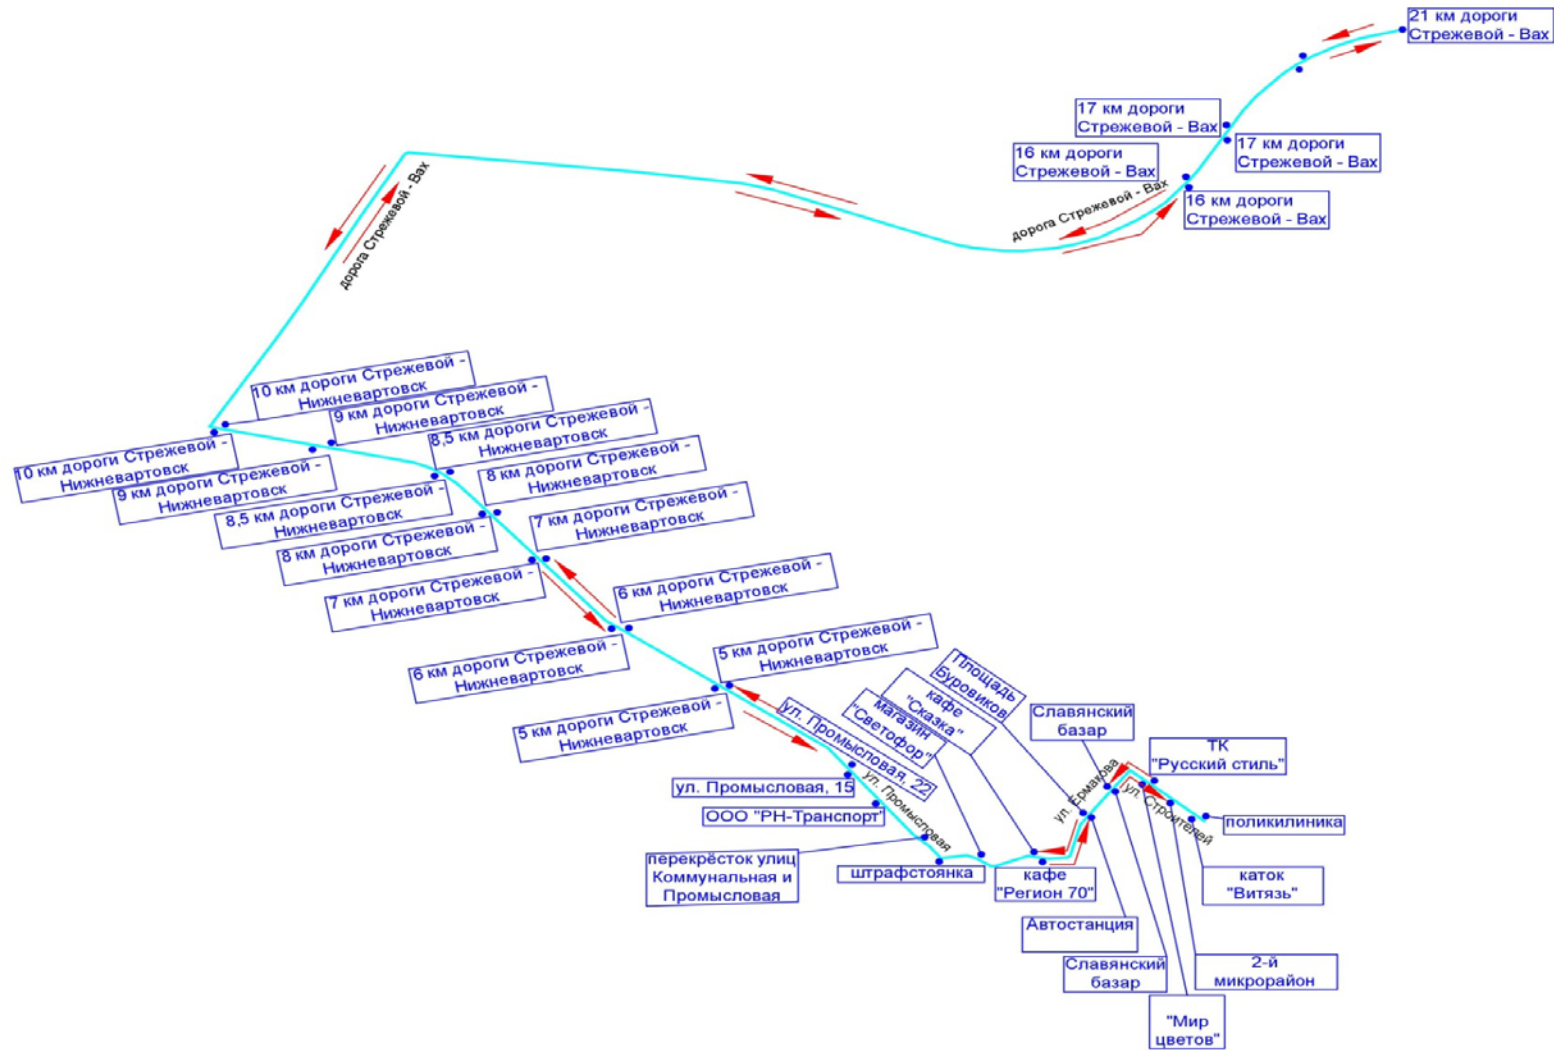 21 км дороги
Стрежевой - Вах
17 км дороги
Стрежевой - Вах
17 км дороги
Стрежевой - Вах
16 км дороги
Стрежевой - Вах
16 км дороги
Стрежевой - Вах
дорога Стрежевой - Вах
дорога Стрежевой - Вах
10 км дороги Стрежевой -
Нижневартовск
9 км дороги Стрежевой -
Нижневартовск
8,5 км дороги Стрежевой -
Нижневартовск
8 км дороги Стрежевой -
Нижневартовск
7 км дороги Стрежевой -
Нижневартовск
6 км дороги Стрежевой -
Нижневартовск
5 км дороги Стрежевой -
Нижневартовск
10 км дороги Стрежевой -
Нижневартовск
9 км дороги Стрежевой -
Нижневартовск
8,5 км дороги Стрежевой -
Нижневартовск
8 км дороги Стрежевой -
Нижневартовск
7 км дороги Стрежевой -
Нижневартовск
6 км дороги Стрежевой -
Нижневартовск
5 км дороги Стрежевой -
Нижневартовск
ул. Промысловая, 22
магазин
"Светофор"
кафе
"Сказка"
Площадь
Буровиков
Славянский
базар
ТК
"Русский стиль"
ул. Промысловая, 15
ООО "РН-Транспорт"
ул. Промысловая
ул. Ермакова
ул. Строителей
поликилиника
перекрёсток улиц
Коммунальная и
Промысловая
штрафстоянка
кафе
"Регион 70"
каток
"Витязь"
Автостанция
Славянский
базар
2-й
микрорайон
"Мир
цветов"